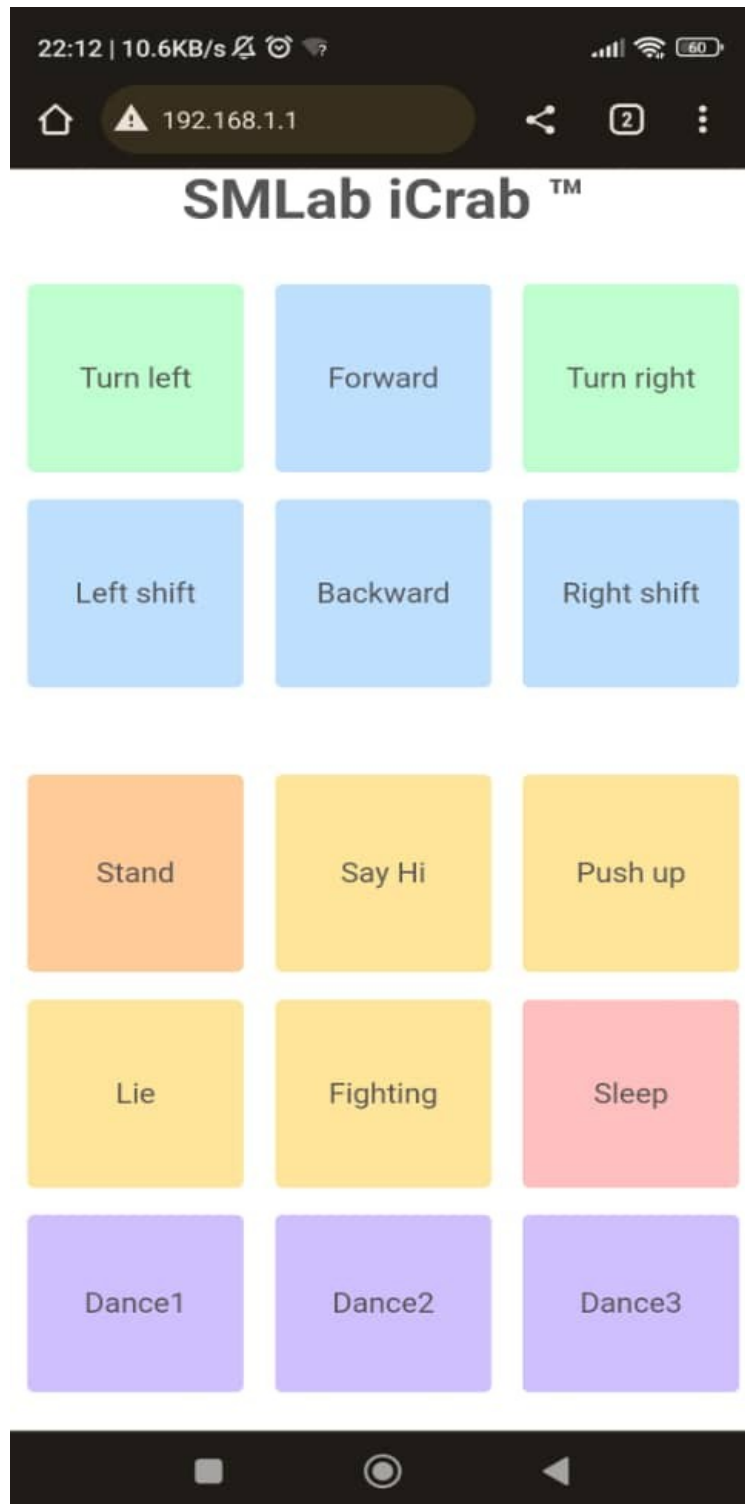 22:12 | 10.6KB/s 60
192.168.1.1 2
SMLab iCrab ™
Turn left Forward Turn right
Left shift Backward Right shift
Stand Say Hi Push up
Lie Fighting Sleep
Dance1 Dance2 Dance3